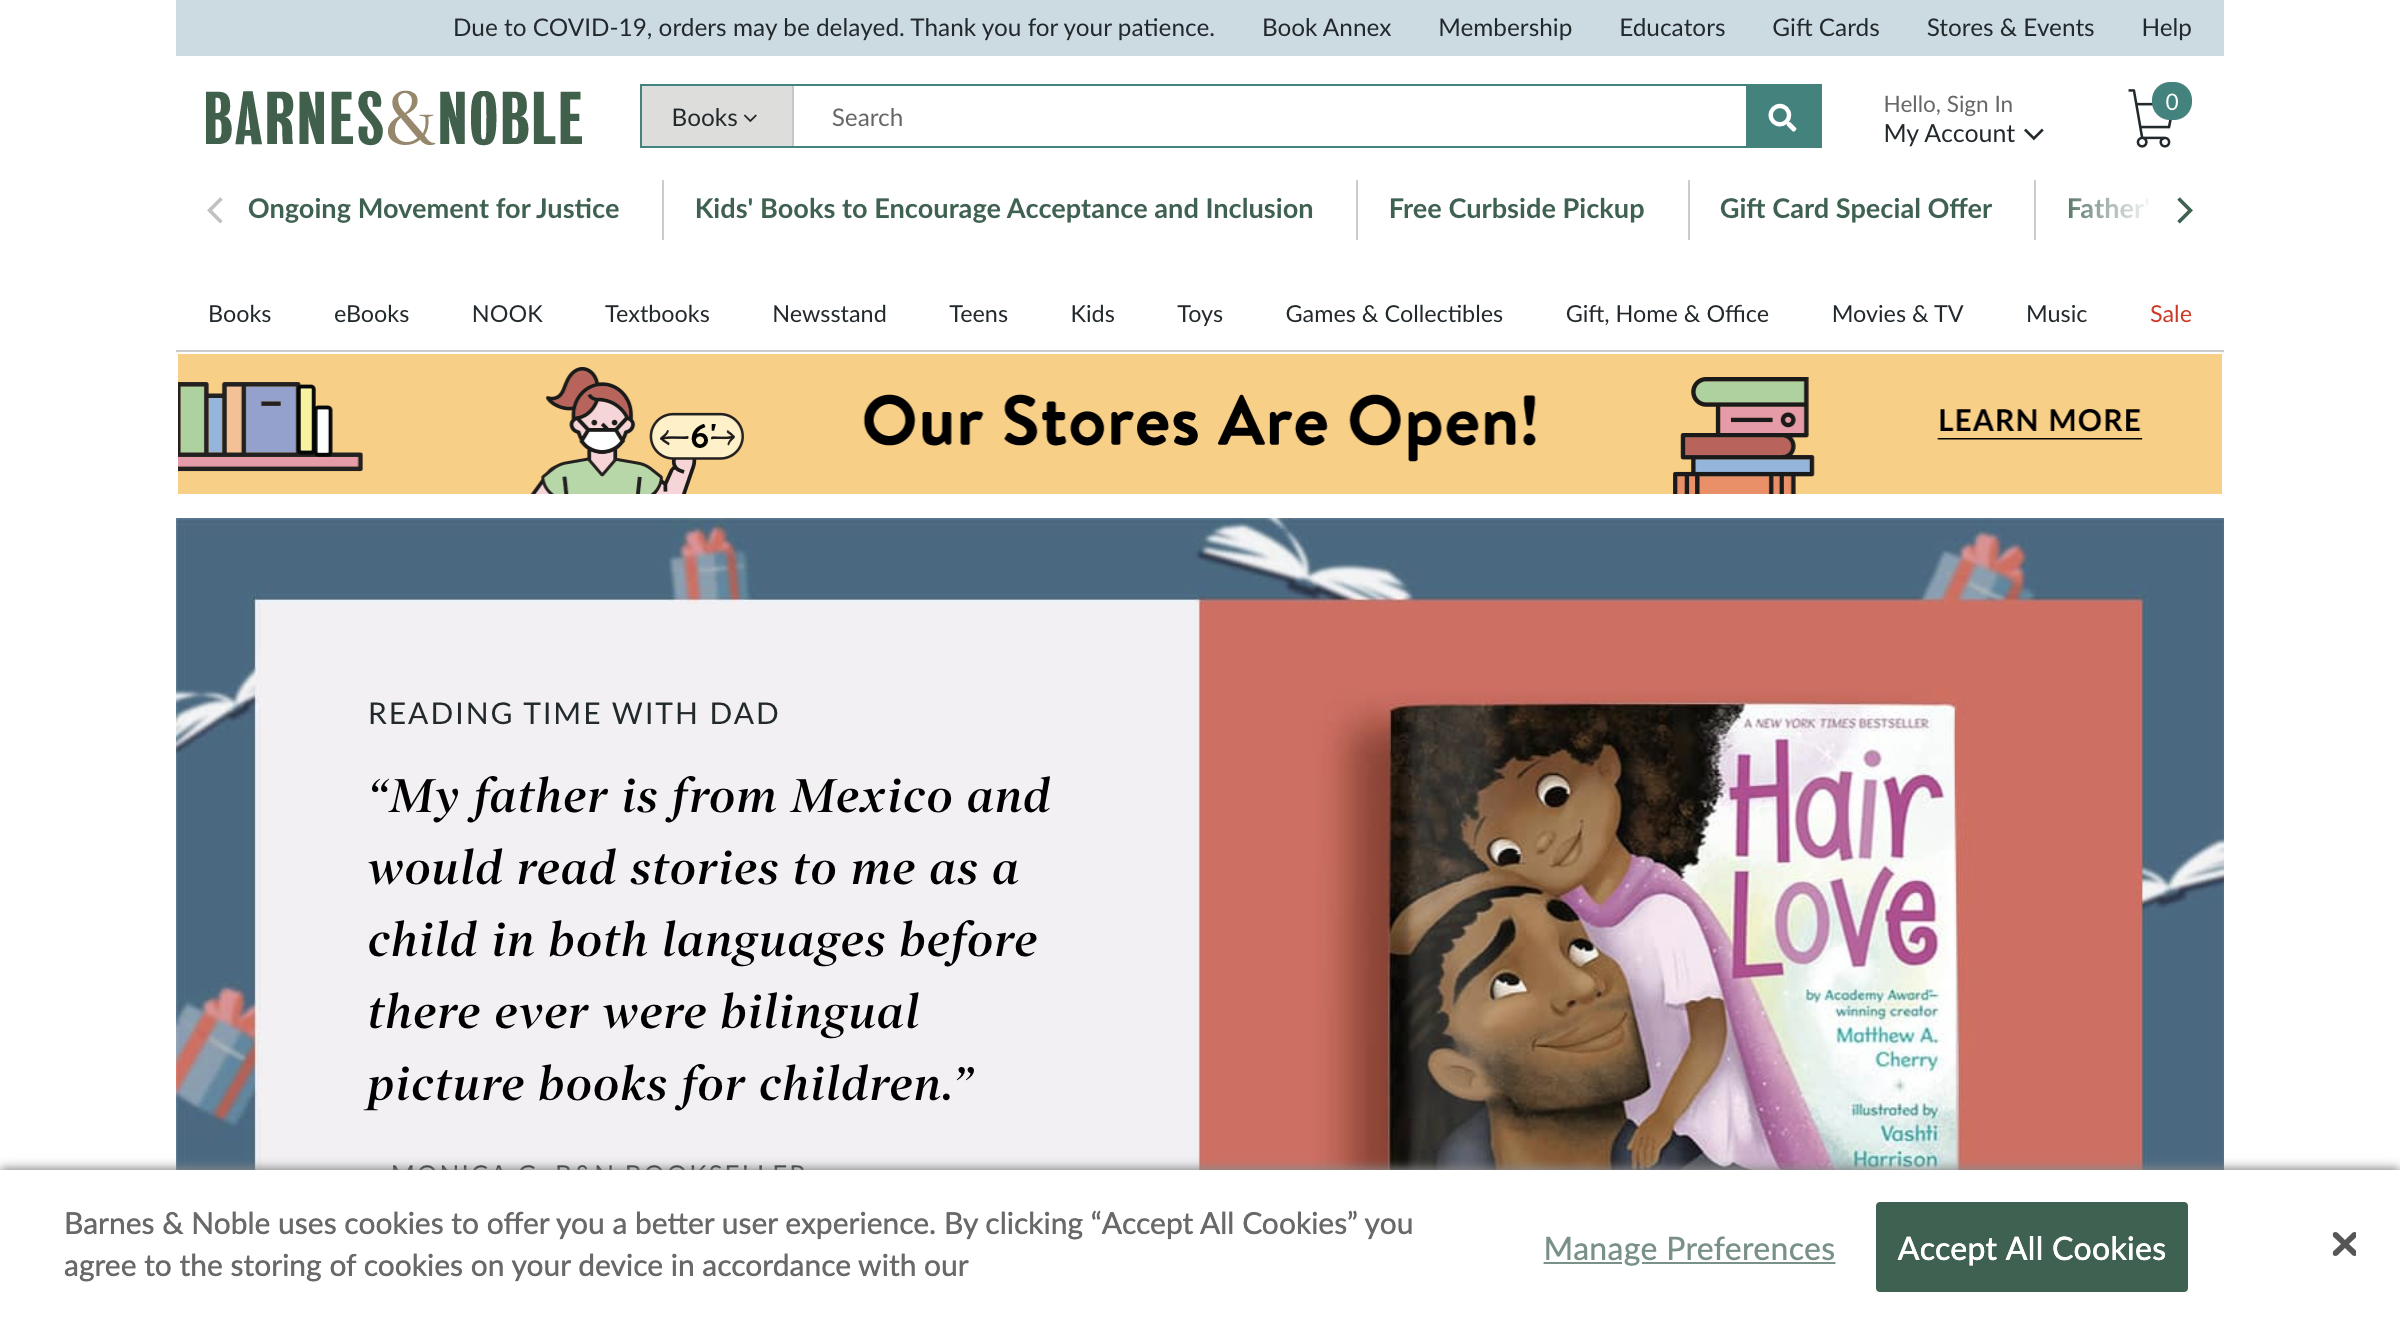 Due to COVID-19, orders may be delayed. Thank you for your patience. Book Annex Membership Educators Gift Cards Stores & Events Help
BARNES&NOBLE Books Search Hello, Sign In
My Account
0
Ongoing Movement for Justice Kids' Books to Encourage Acceptance and Inclusion Free Curbside Pickup Gift Card Special Offer Father'
Books eBooks NOOK Textbooks Newsstand Teens Kids Toys Games & Collectibles Gift, Home & Office Movies & TV Music Sale
←6'→ Our Stores Are Open! LEARN MORE
READING TIME WITH DAD
“My father is from Mexico and
would read stories to me as a
child in both languages before
there ever were bilingual
picture books for children.”
MONICA G, B&N BOOKSELLER
A NEW YORK TIMES BESTSELLER
Hair
Love
by Academy Award–
winning creator
Matthew A.
Cherry
+
illustrated by
Vashti
Harrison
Barnes & Noble uses cookies to offer you a better user experience. By clicking “Accept All Cookies” you
agree to the storing of cookies on your device in accordance with our
Manage Preferences Accept All Cookies